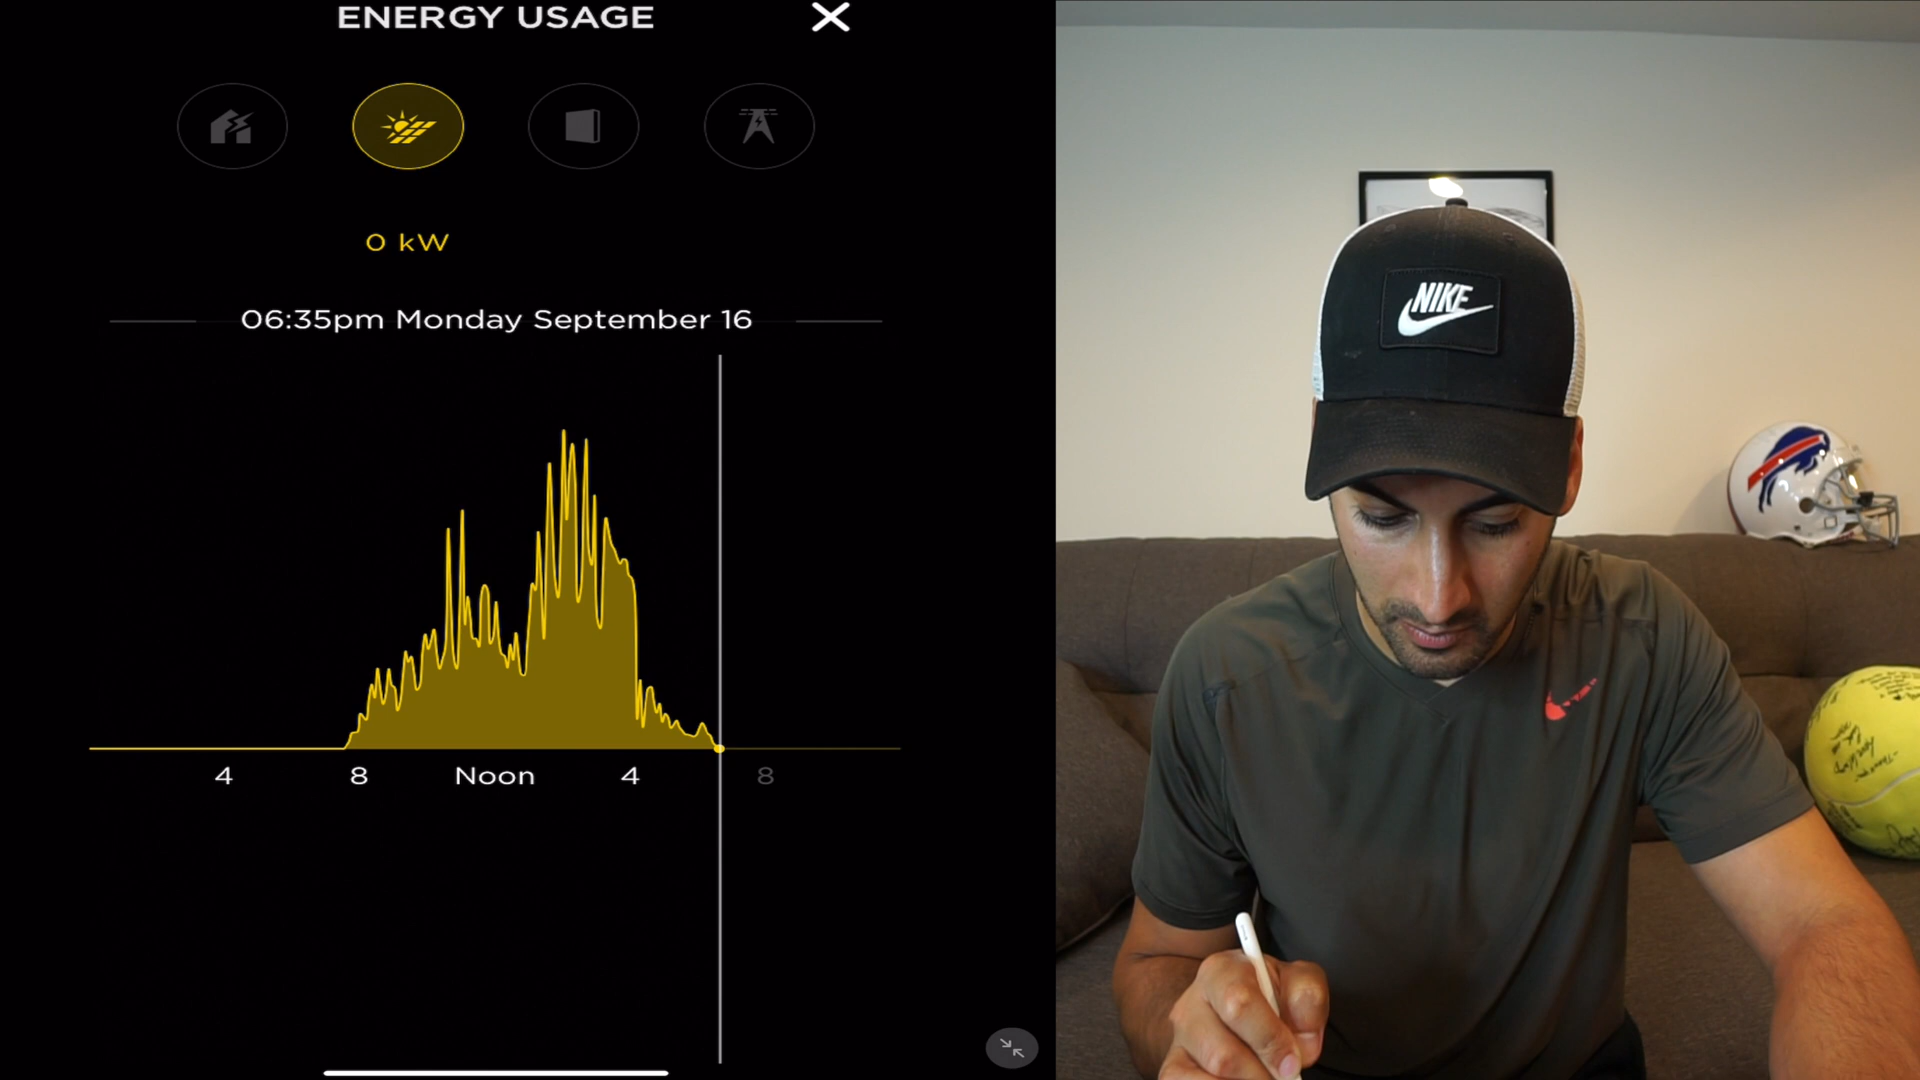 ENERGY USAGE
0 kW
06:35pm Monday September 16
4 8 Noon 4 8
NIKE